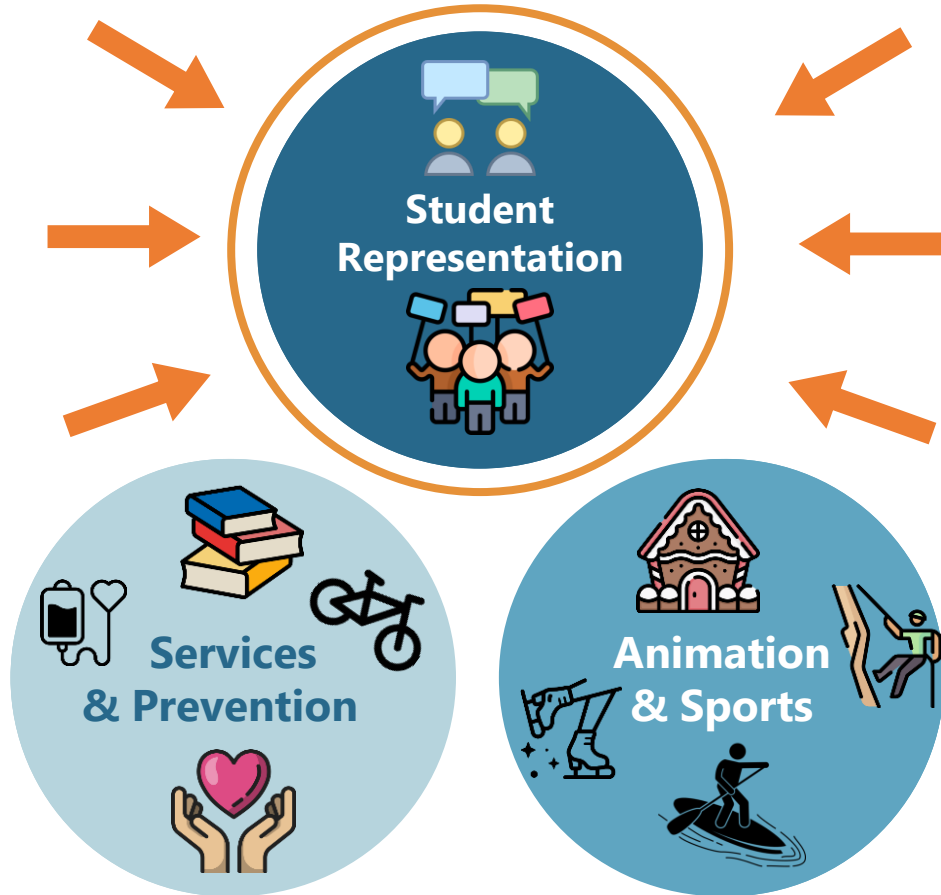 Student
Representation
Services
& Prevention
Animation
& Sports